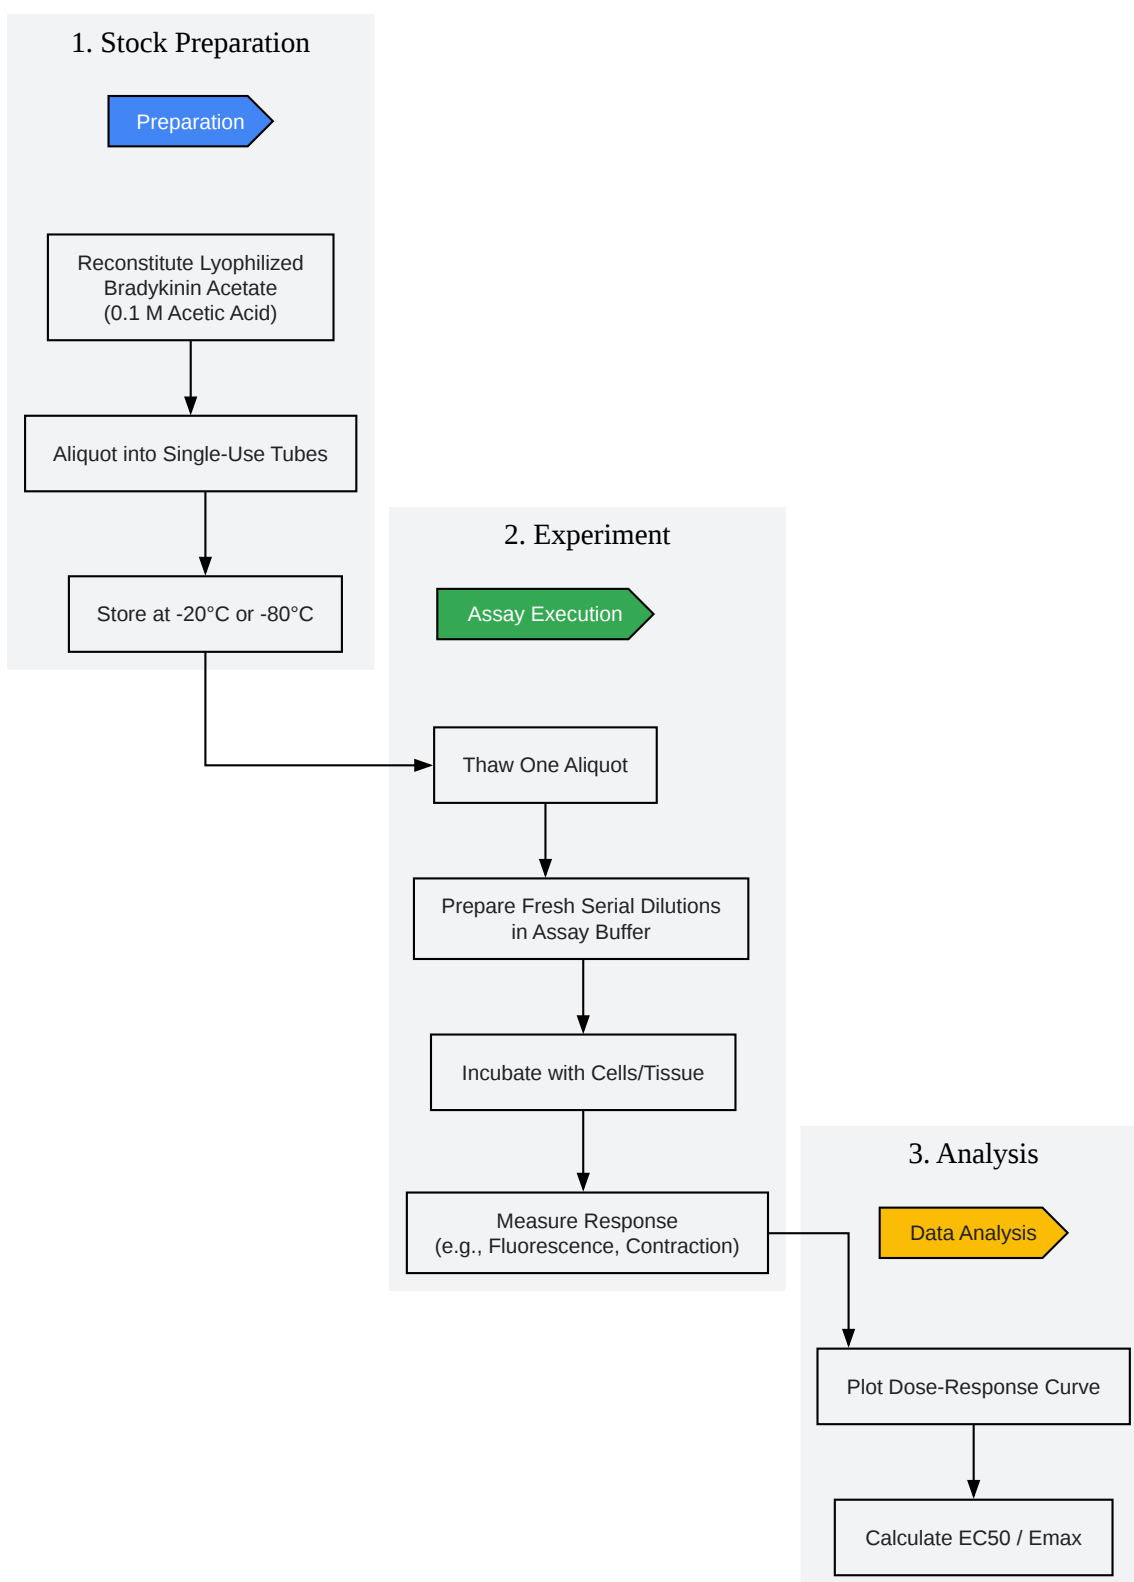 1. Stock Preparation
Preparation
Reconstitute Lyophilized
Bradykinin Acetate
(0.1 M Acetic Acid)
Aliquot into Single-Use Tubes
Store at -20°C or -80°C
2. Experiment
Assay Execution
Thaw One Aliquot
Prepare Fresh Serial Dilutions
in Assay Buffer
Incubate with Cells/Tissue
Measure Response
(e.g., Fluorescence, Contraction)
3. Analysis
Data Analysis
Plot Dose-Response Curve
Calculate EC50 / Emax